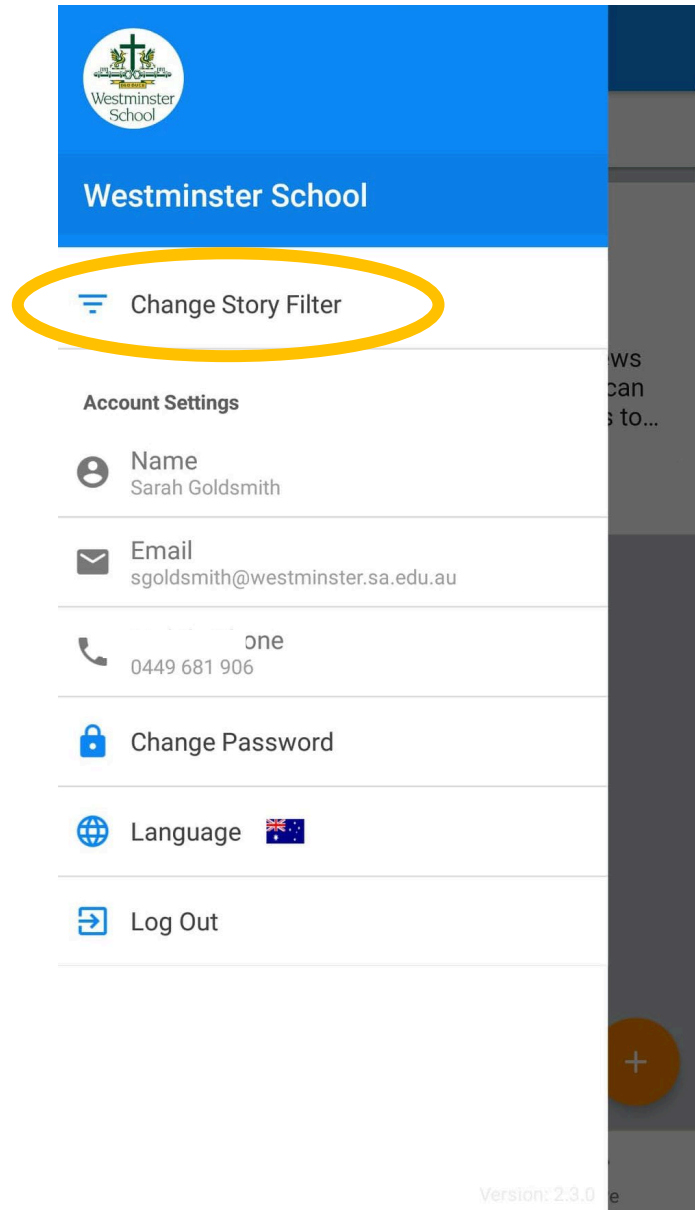 Westminster
School
Westminster School
Change Story Filter
ws
can
s to...
Account Settings
Name
Sarah Goldsmith
Email
sgoldsmith@westminster.sa.edu.au
one
0449 681 906
Change Password
Language
Log Out
+
Version: 2.3.0
e